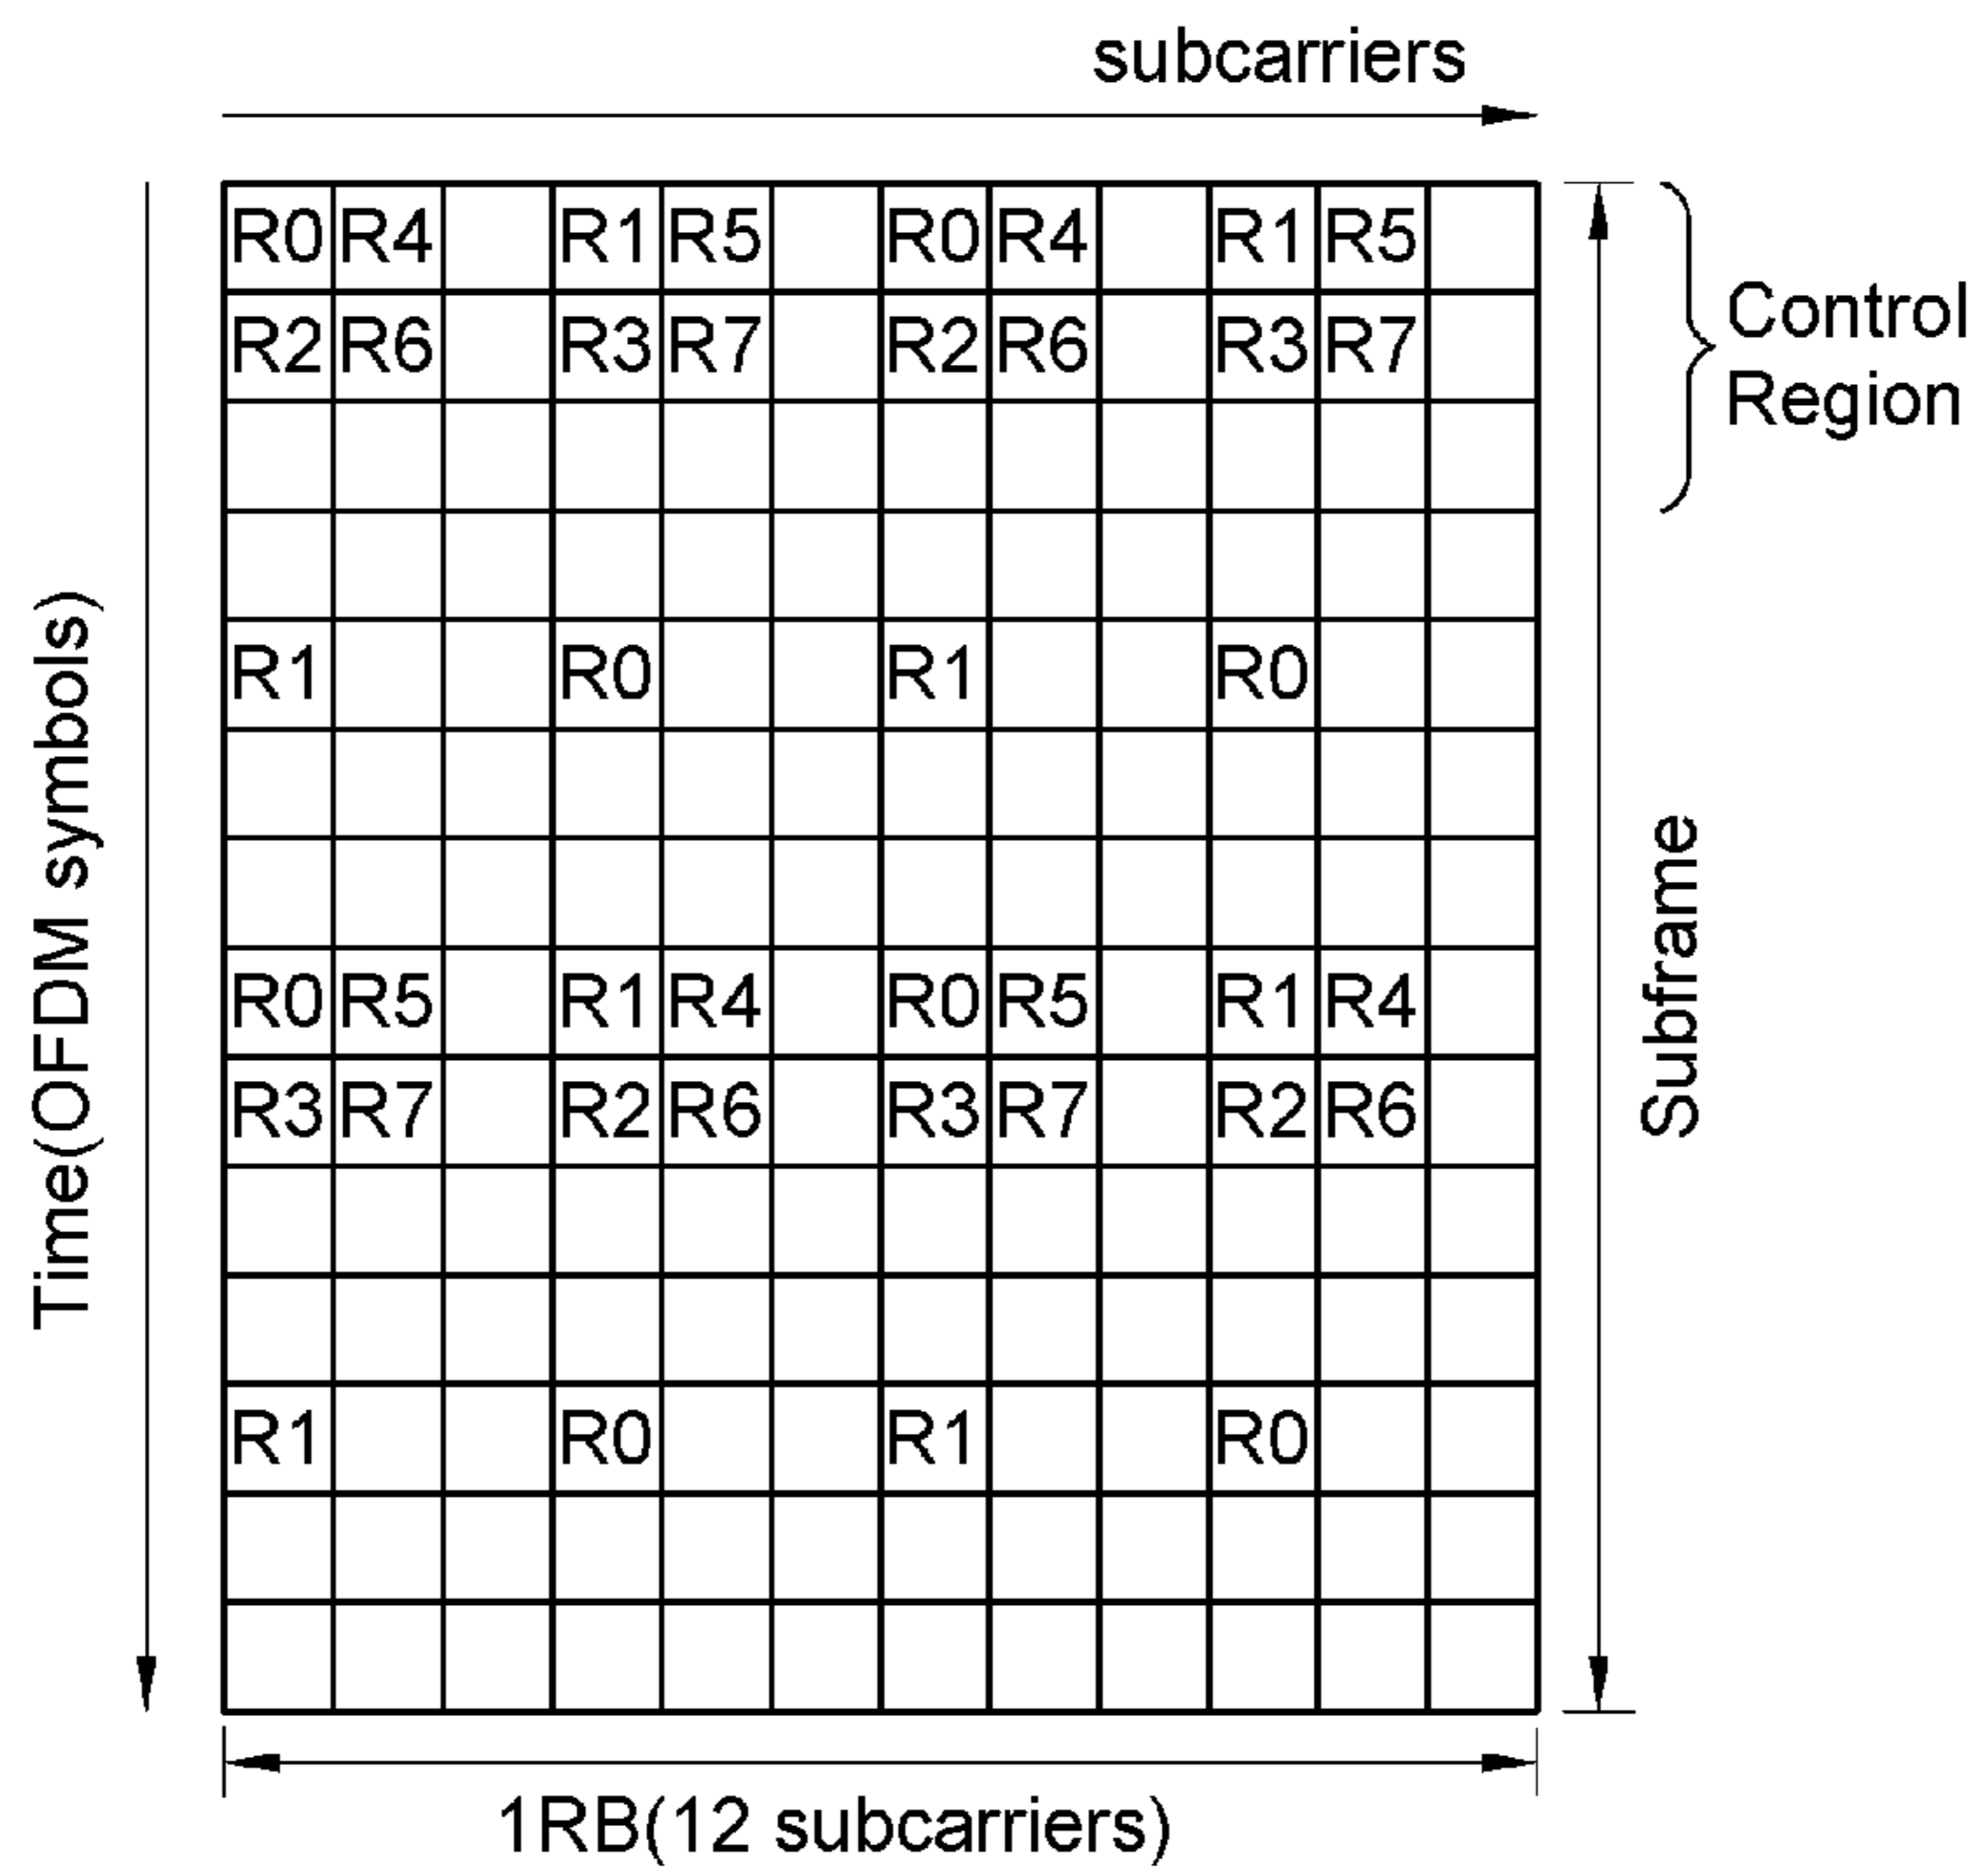 subcarriers
R0 R4 R1 R5 R0 R4 R1 R5
R2 R6 R3 R7 R2 R6 R3 R7
R1 R0 R1 R0
R0 R5 R1 R4 R0 R5 R1 R4
R3 R7 R2 R6 R3 R7 R2 R6
R1 R0 R1 R0
Control
Region
Time(OFDM symbols)
Subframe
1RB(12 subcarriers)